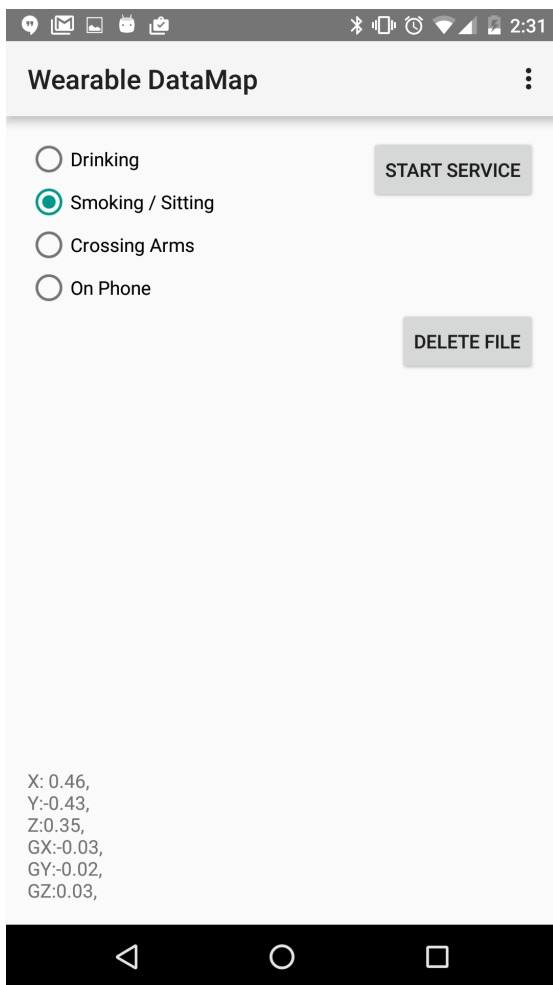 2:31
Wearable DataMap
Drinking
START SERVICE
Smoking / Sitting
Crossing Arms
On Phone
DELETE FILE
X: 0.46,
Y:-0.43,
Z:0.35,
GX:-0.03,
GY:-0.02,
GZ:0.03,